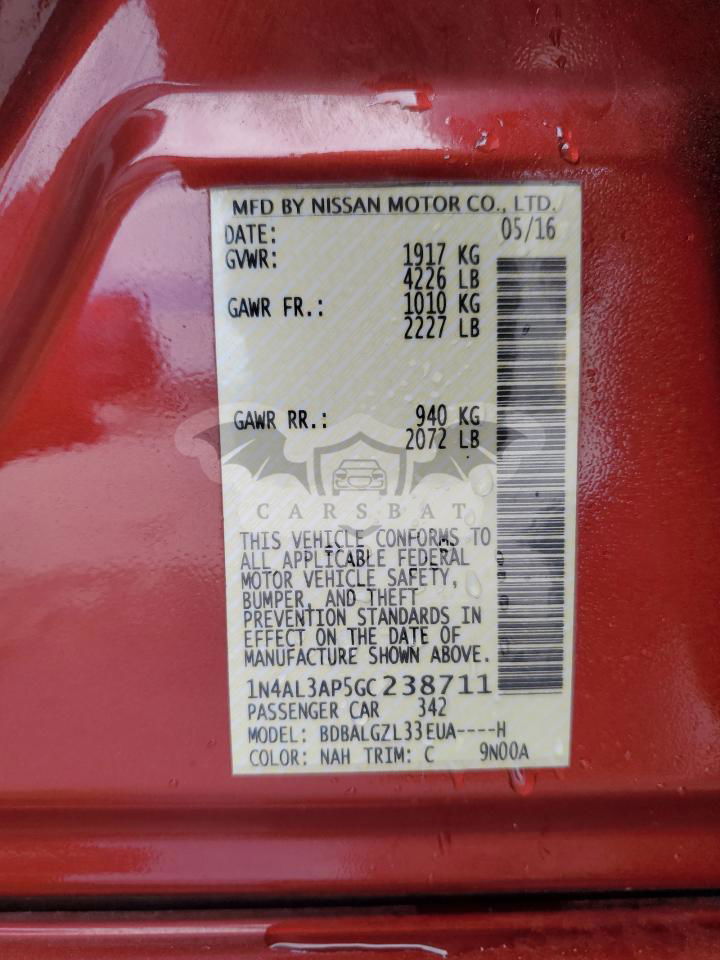 MFD BY NISSAN MOTOR CO., LTD.
DATE: 05/16
GVWR: 1917 KG
4226 LB
GAWR FR.: 1010 KG
2227 LB
GAWR RR.: 940 KG
2072 LB
CARSBAT
THIS VEHICLE CONFORMS TO
ALL APPLICABLE FEDERAL
MOTOR VEHICLE SAFETY,
BUMPER, AND THEFT
PREVENTION STANDARDS IN
EFFECT ON THE DATE OF
MANUFACTURE SHOWN ABOVE.
1N4AL3AP5GC238711
PASSENGER CAR 342
MODEL: BDBALGZL33EUA----H
COLOR: NAH TRIM: C 9N00A